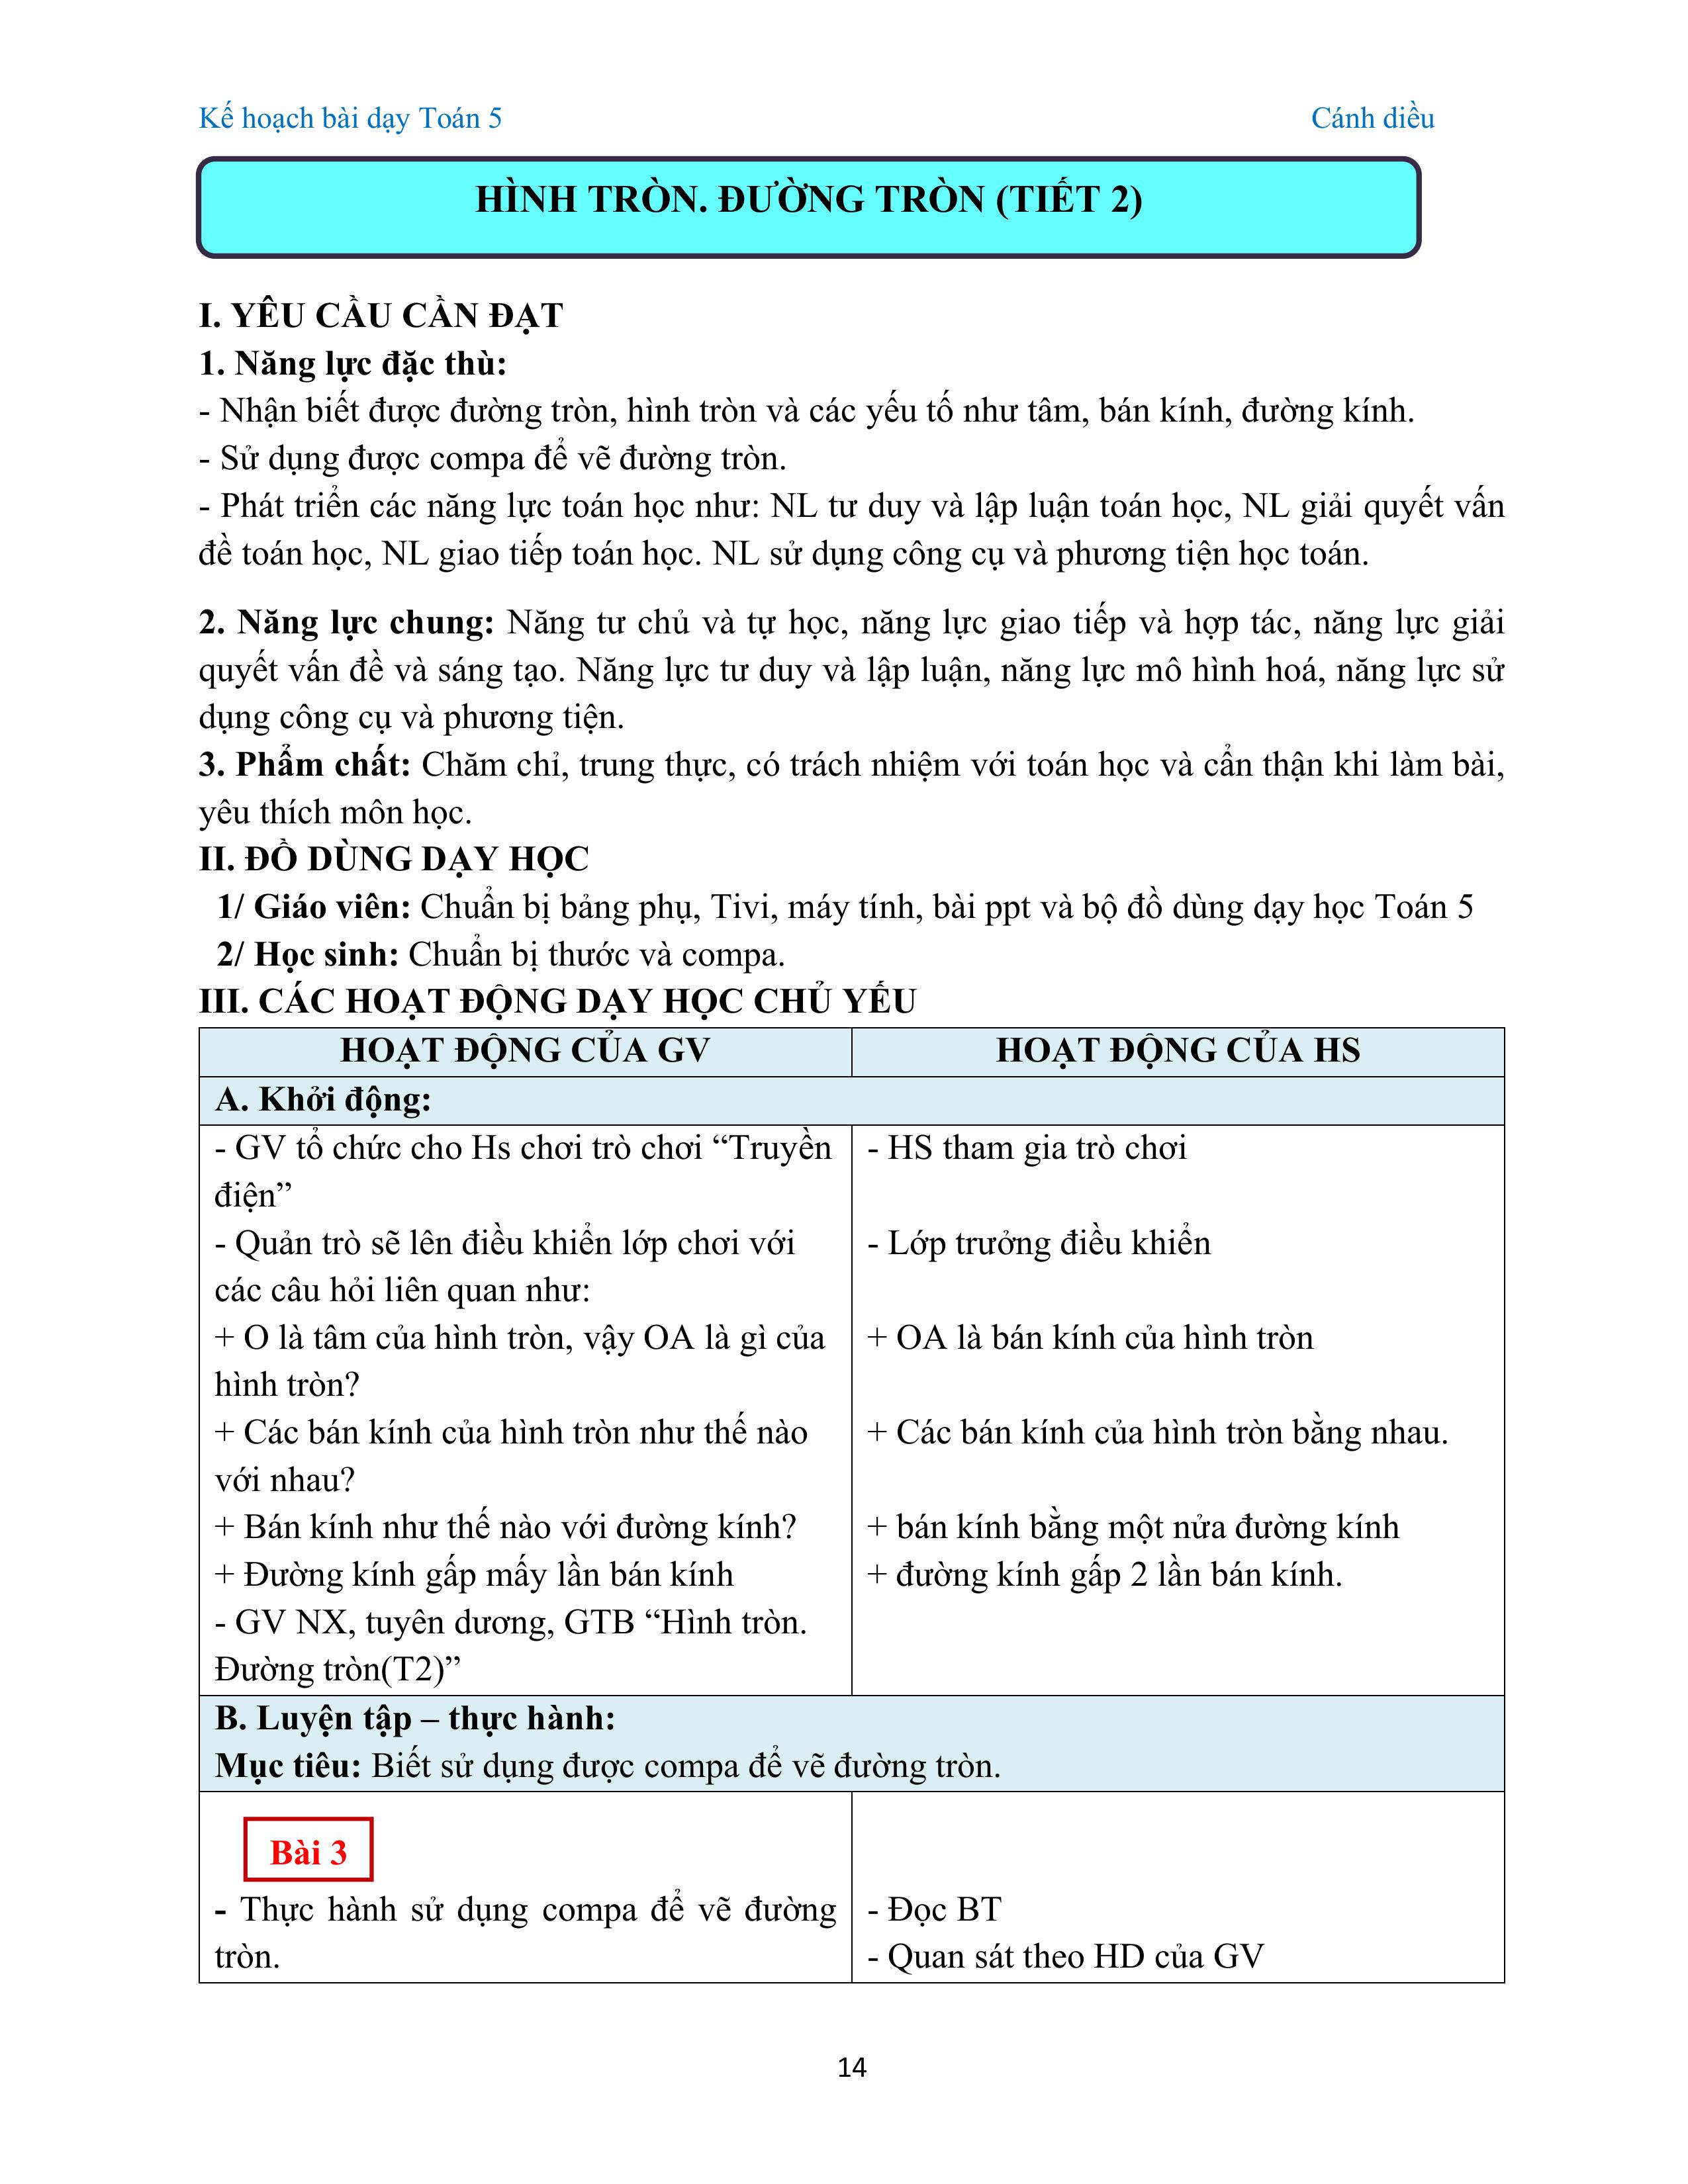 Kế hoạch bài dạy Toán 5 Cánh diều
HÌNH TRÒN. ĐƯỜNG TRÒN (TIẾT 2)
I. YÊU CẦU CẦN ĐẠT
1. Năng lực đặc thù:
- Nhận biết được đường tròn, hình tròn và các yếu tố như tâm, bán kính, đường kính.
- Sử dụng được compa để vẽ đường tròn.
- Phát triển các năng lực toán học như: NL tư duy và lập luận toán học, NL giải quyết vấn
đề toán học, NL giao tiếp toán học. NL sử dụng công cụ và phương tiện học toán.
2. Năng lực chung: Năng tư chủ và tự học, năng lực giao tiếp và hợp tác, năng lực giải
quyết vấn đề và sáng tạo. Năng lực tư duy và lập luận, năng lực mô hình hoá, năng lực sử
dụng công cụ và phương tiện.
3. Phẩm chất: Chăm chỉ, trung thực, có trách nhiệm với toán học và cẩn thận khi làm bài,
yêu thích môn học.
II. ĐỒ DÙNG DẠY HỌC
1/ Giáo viên: Chuẩn bị bảng phụ, Tivi, máy tính, bài ppt và bộ đồ dùng dạy học Toán 5
2/ Học sinh: Chuẩn bị thước và compa.
III. CÁC HOẠT ĐỘNG DẠY HỌC CHỦ YẾU
HOẠT ĐỘNG CỦA GV HOẠT ĐỘNG CỦA HS
A. Khởi động:
- GV tổ chức cho Hs chơi trò chơi “Truyền - HS tham gia trò chơi
điện”
- Quản trò sẽ lên điều khiển lớp chơi với - Lớp trưởng điều khiển
các câu hỏi liên quan như:
+ O là tâm của hình tròn, vậy OA là gì của + OA là bán kính của hình tròn
hình tròn?
+ Các bán kính của hình tròn như thế nào + Các bán kính của hình tròn bằng nhau.
với nhau?
+ Bán kính như thế nào với đường kính? + bán kính bằng một nửa đường kính
+ Đường kính gấp mấy lần bán kính + đường kính gấp 2 lần bán kính.
- GV NX, tuyên dương, GTB “Hình tròn.
Đường tròn(T2)”
B. Luyện tập – thực hành:
Mục tiêu: Biết sử dụng được compa để vẽ đường tròn.
Bài 3
- Thực hành sử dụng compa để vẽ đường - Đọc BT
tròn. - Quan sát theo HD của GV
14